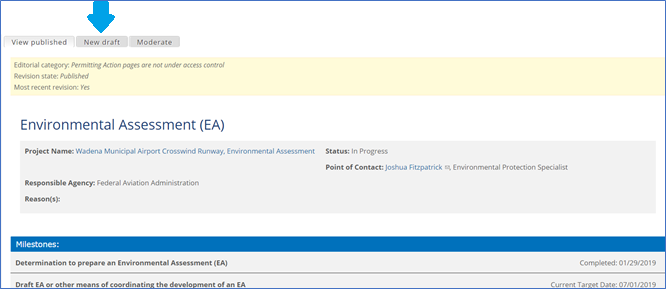 View published New draft Moderate
Editorial category: Permitting Action pages are not under access control
Revision state: Published
Most recent revision: Yes
Environmental Assessment (EA)
Project Name: Wadena Municipal Airport Crosswind Runway, Environmental Assessment Status: In Progress
Point of Contact: Joshua Fitzpatrick , Environmental Protection Specialist
Responsible Agency: Federal Aviation Administration
Reason(s):
Milestones:
Determination to prepare an Environmental Assessment (EA) Completed: 01/29/2019
Draft EA or other means of coordinating the development of an EA Current Target Date: 07/01/2019